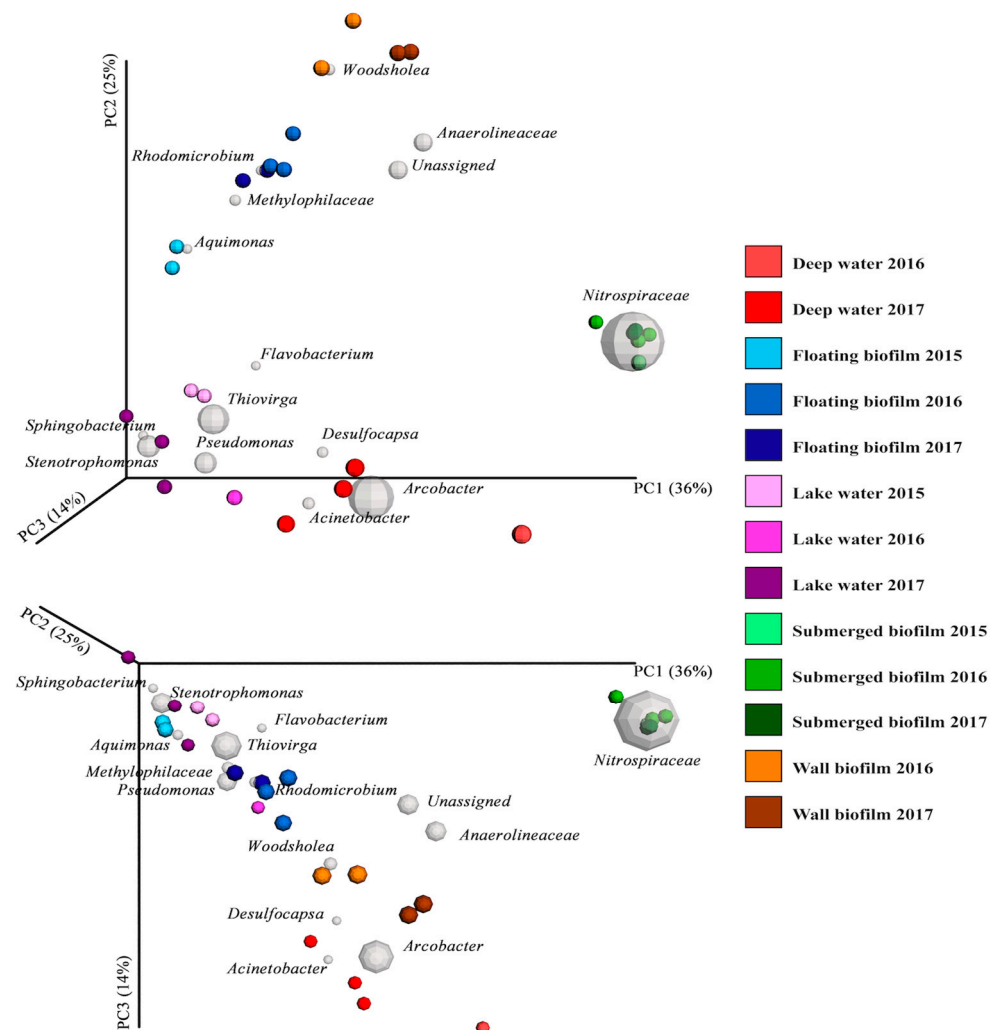 PC2 (25%)
Woodsholea
Anaerolineaceae
Rhodomicrobium
Unassigned
Methylophilaceae
Aquimonas
Nitrospiraceae
Flavobacterium
Thiovirga
Sphingobacterium
Pseudomonas
Desulfocapsa
Stenotrophomonas
Arcobacter
PC1 (36%)
PC3 (14%)
Acinetobacter
Deep water 2016
Deep water 2017
Floating biofilm 2015
Floating biofilm 2016
Floating biofilm 2017
Lake water 2015
Lake water 2016
Lake water 2017
Submerged biofilm 2015
Submerged biofilm 2016
Submerged biofilm 2017
Wall biofilm 2016
Wall biofilm 2017
PC2 (25%)
PC1 (36%)
Sphingobacterium
Stenotrophomonas
Flavobacterium
Aquimonas
Thiovirga
Nitrospiraceae
Methylophilaceae
Pseudomonas
Rhodomicrobium
Unassigned
Anaerolineaceae
Woodsholea
Desulfocapsa
Arcobacter
Acinetobacter
PC3 (14%)